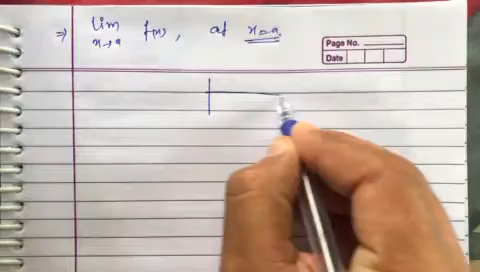 ⇒ lim x→a f(x), at x=a.
Page No.
Date